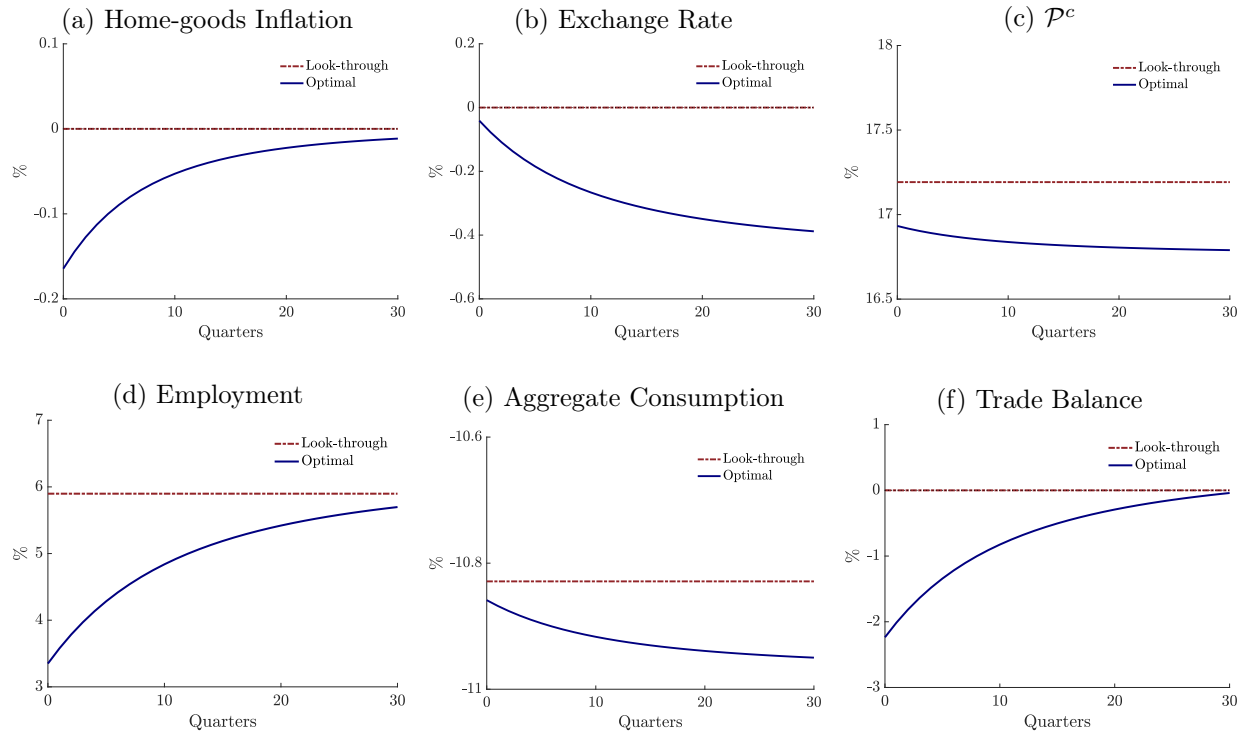 (a) Home-goods Inflation
0.1
0
-0.1
-0.2
%
Look-through
Optimal
0
10
20
30
Quarters
(b) Exchange Rate
0.2
0
-0.2
-0.4
-0.6
%
Look-through
Optimal
0
10
20
30
Quarters
(c) 𝒫ᶜ
18
17.5
17
16.5
%
Look-through
Optimal
0
10
20
30
Quarters
(d) Employment
7
6
5
4
3
%
Look-through
Optimal
0
10
20
30
Quarters
(e) Aggregate Consumption
-10.6
-10.8
-11
%
Look-through
Optimal
0
10
20
30
Quarters
(f) Trade Balance
1
0
-1
-2
-3
%
Look-through
Optimal
0
10
20
30
Quarters